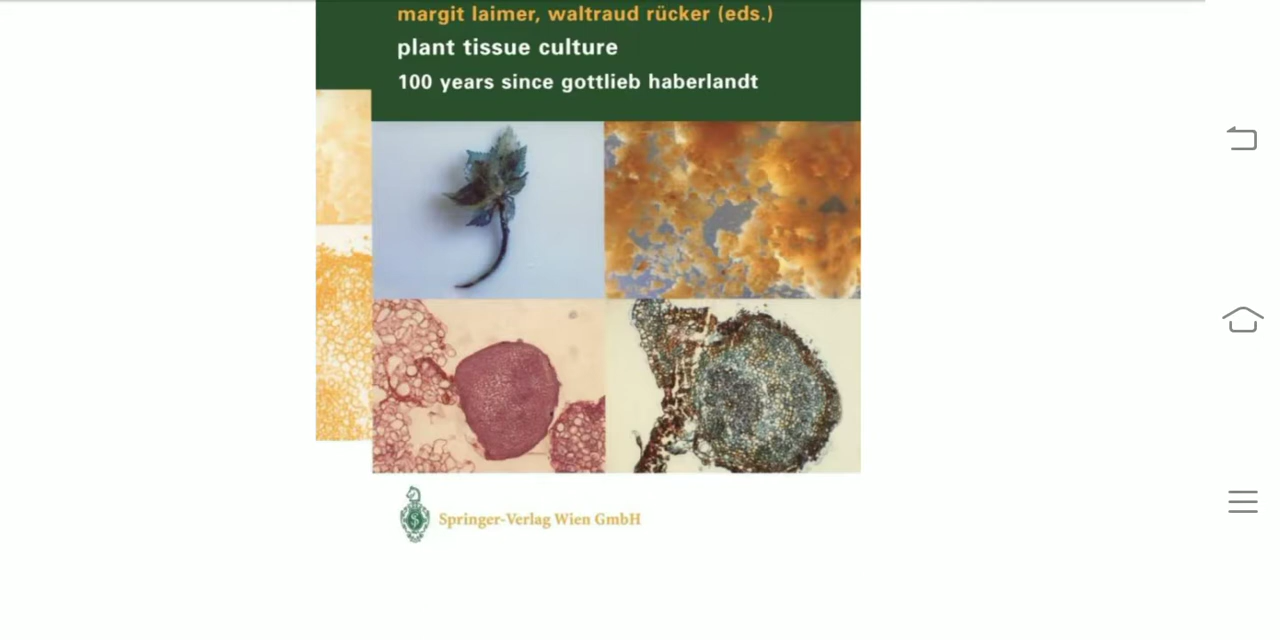 margit laimer, waltraud rücker (eds.)
plant tissue culture
100 years since gottlieb haberlandt
Springer-Verlag Wien GmbH